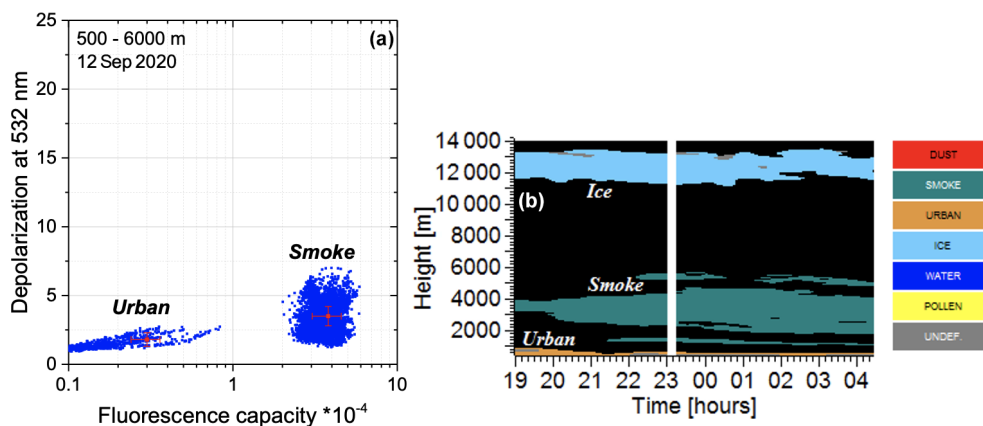 25
20
15
10
5
0
Depolarization at 532 nm
500 - 6000 m
12 Sep 2020
(a)
Smoke
Urban
0.1 1 10
Fluorescence capacity *10-4
14 000
12 000
10 000
8000
6000
4000
2000
Height [m]
(b)
Ice
Smoke
Urban
19 20 21 22 23 00 01 02 03 04
Time [hours]
DUST
SMOKE
URBAN
ICE
WATER
POLLEN
UNDEF.